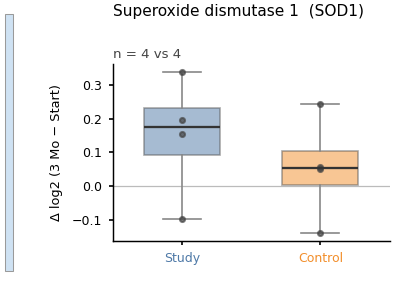 Superoxide dismutase 1  (SOD1)
n = 4 vs 4
Δ log2 (3 Mo − Start)
0.3
0.2
0.1
0.0
−0.1
Study
Control